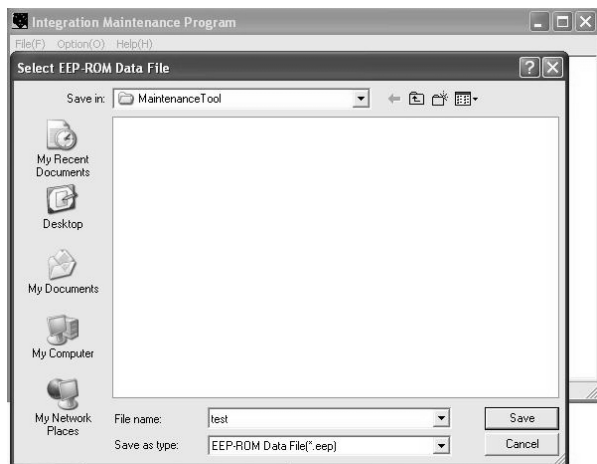 Integration Maintenance Program
File(F) Option(O) Help(H)
Select EEP-ROM Data File
Save in: MaintenanceTool
My Recent
Documents
Desktop
My Documents
My Computer
My Network
Places
File name: test Save
Save as type: EEP-ROM Data File(*.eep) Cancel